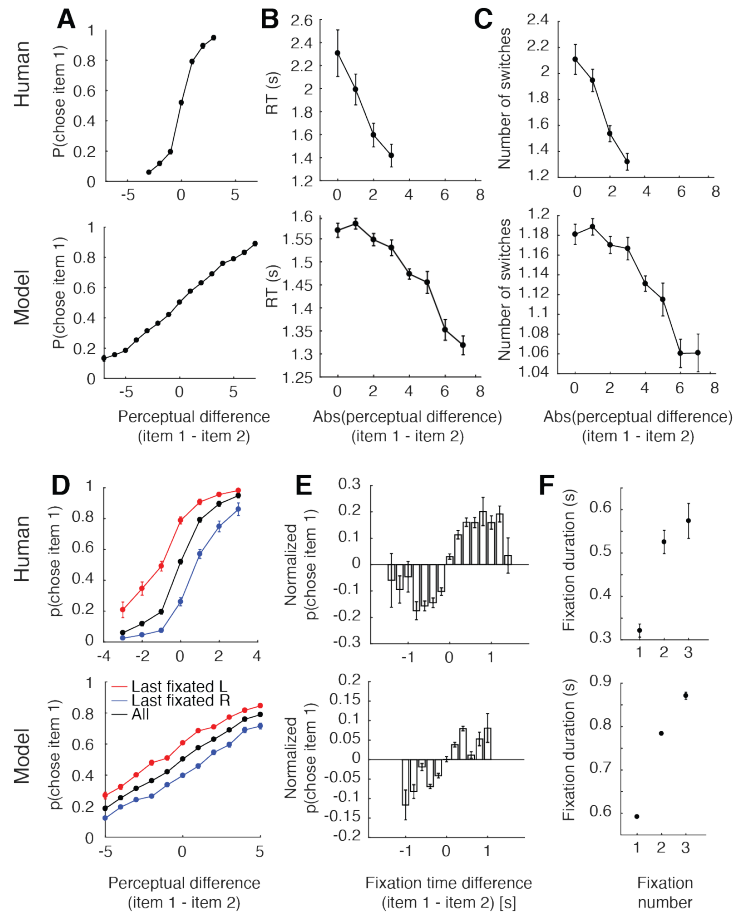 A
B
C
Human
P(chose item 1)
1
0.8
0.6
0.4
0.2
0
-5 0 5
RT (s)
2.6
2.4
2.2
2
1.8
1.6
1.4
1.2
0 2 4 6 8
Number of switches
2.2
2
1.8
1.6
1.4
1.2
0 2 4 6 8
Model
P(chose item 1)
1
0.8
0.6
0.4
0.2
0
-5 0 5
Perceptual difference
(item 1 - item 2)
RT (s)
1.55
1.45
1.35
1.25
0 2 4 6 8
Abs(perceptual difference)
(item 1 - item 2)
Number of switches
1.2
1.18
1.16
1.14
1.12
1.1
1.08
1.06
1.04
0 2 4 6 8
Abs(perceptual difference)
(item 1 - item 2)
D
E
F
Human
p(chose item 1)
1
0.8
0.6
0.4
0.2
0
-4 -2 0 2 4
Normalized
p(chose item 1)
0.3
0.2
0.1
0
-0.1
-0.2
-0.3
-1 0 1
Fixation duration (s)
0.6
0.5
0.3
1 2 3
Model
p(chose item 1)
1
0.8
0.6
0.4
0.2
0
Last fixated L
Last fixated R
All
-5 0 5
Perceptual difference
(item 1 - item 2)
Normalized
p(chose item 1)
0.2
0.15
0.1
0.05
0
-0.05
-0.1
-0.15
-0.2
-1 0 1
Fixation time difference
(item 1 - item 2) [s]
Fixation duration (s)
0.9
0.8
0.7
0.6
1 2 3
Fixation
number